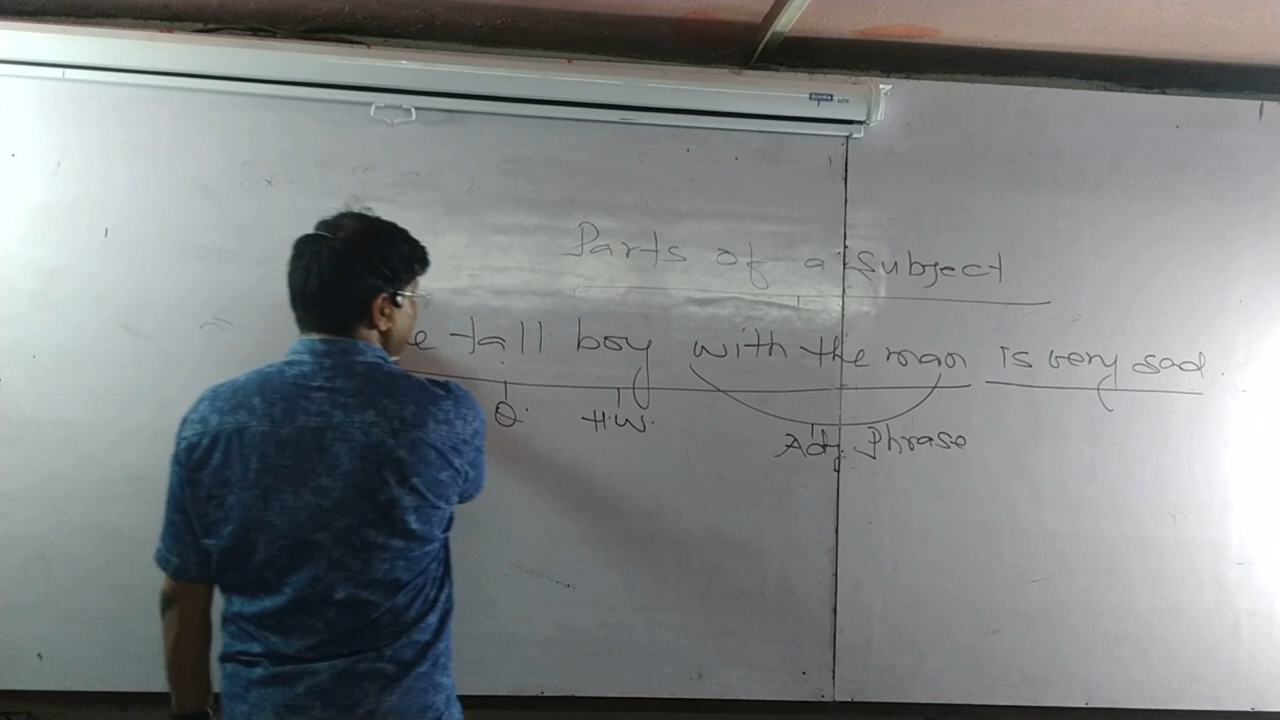 Parts of a Subject
e tall boy with the man is very sad.
Q. H.W. Adj. Phrase